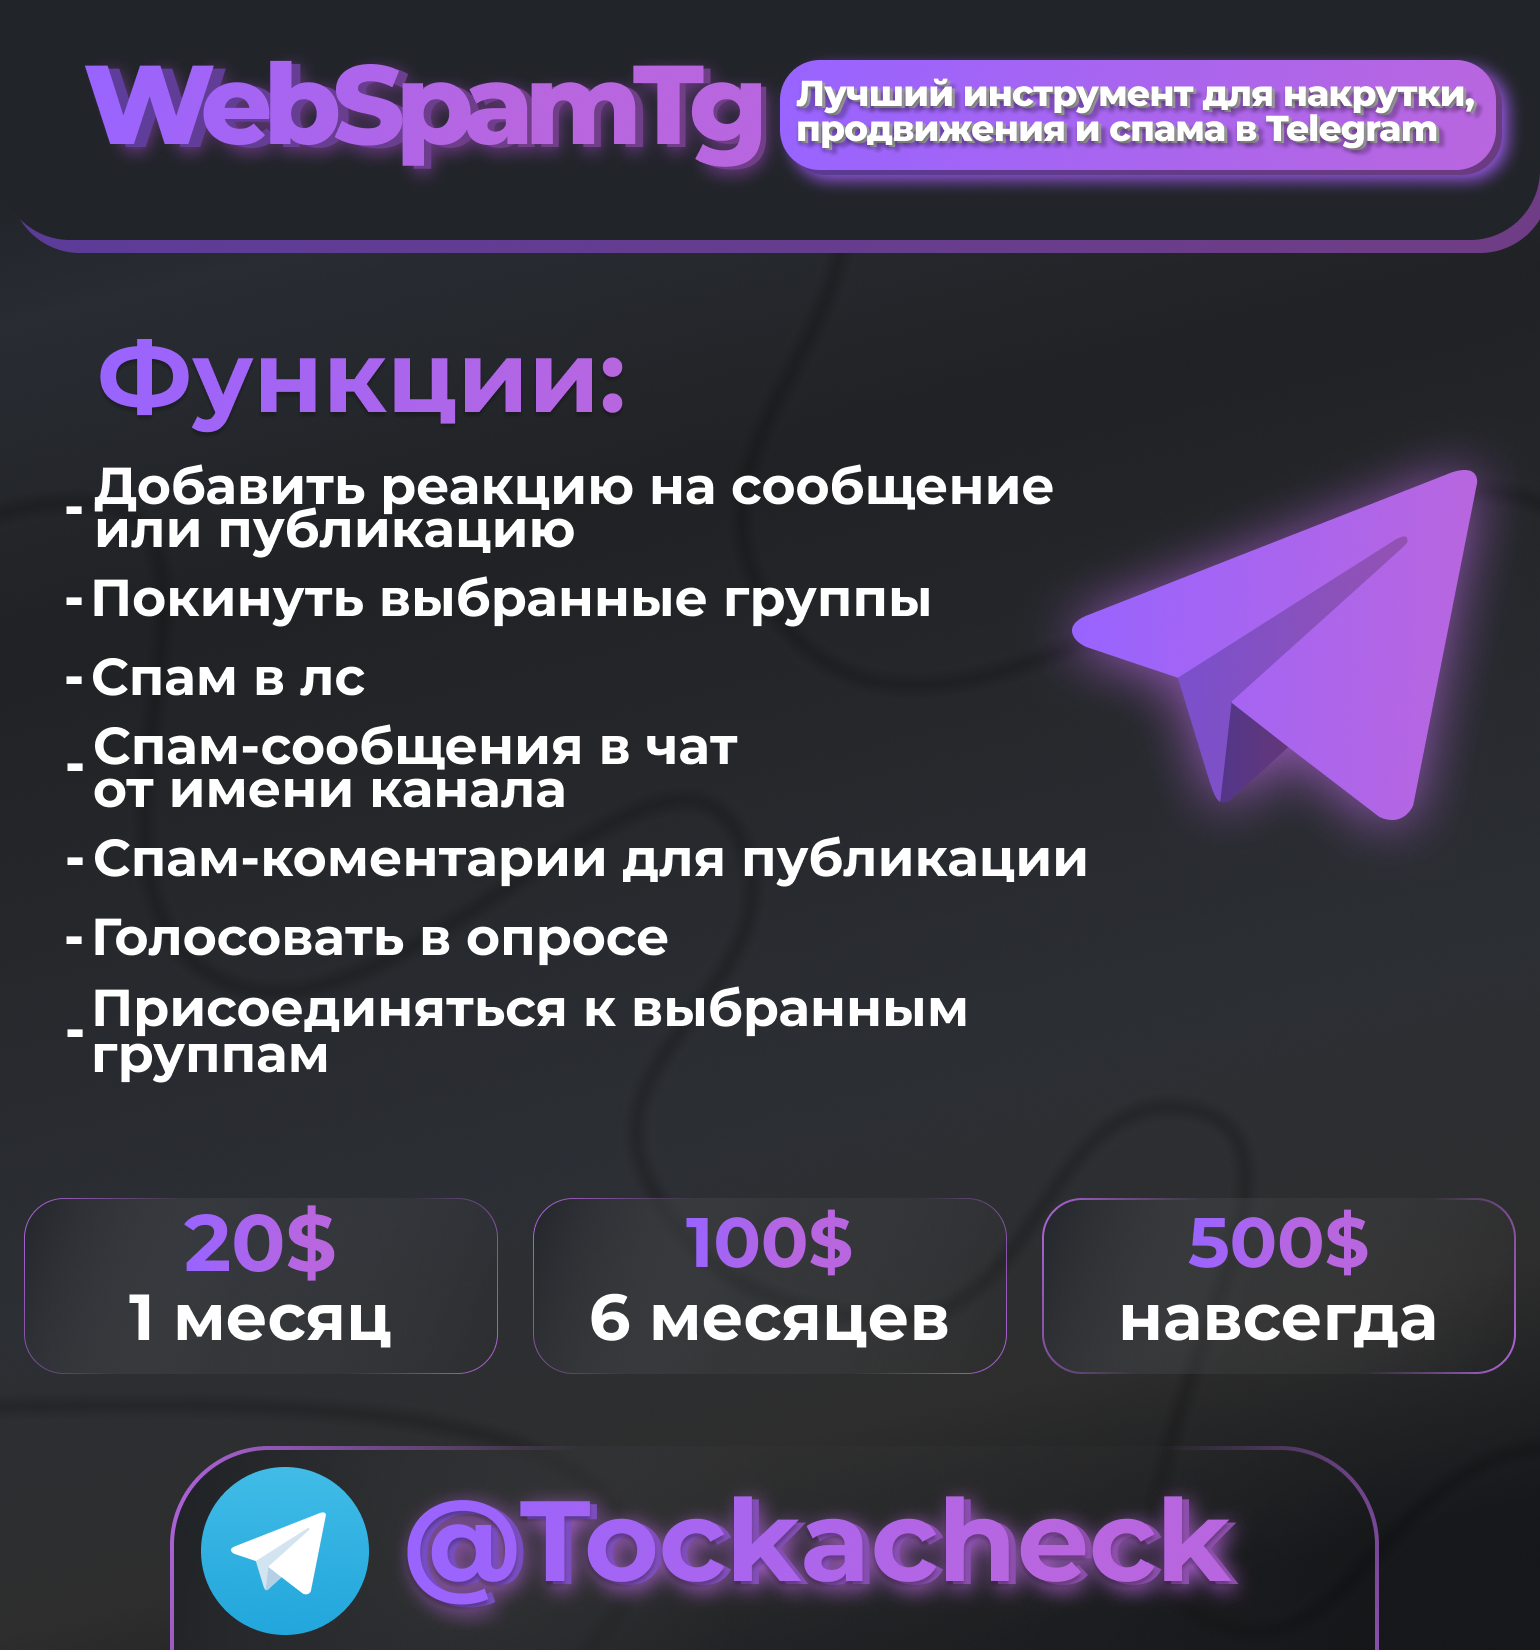 WebSpamTg
Лучший инструмент для накрутки,
продвижения и спама в Telegram
Функции:
- Добавить реакцию на сообщение
или публикацию
- Покинуть выбранные группы
- Спам в лс
- Спам-сообщения в чат
от имени канала
- Спам-коментарии для публикации
- Голосовать в опросе
- Присоединяться к выбранным
группам
20$
1 месяц
100$
6 месяцев
500$
навсегда
@Tockacheck